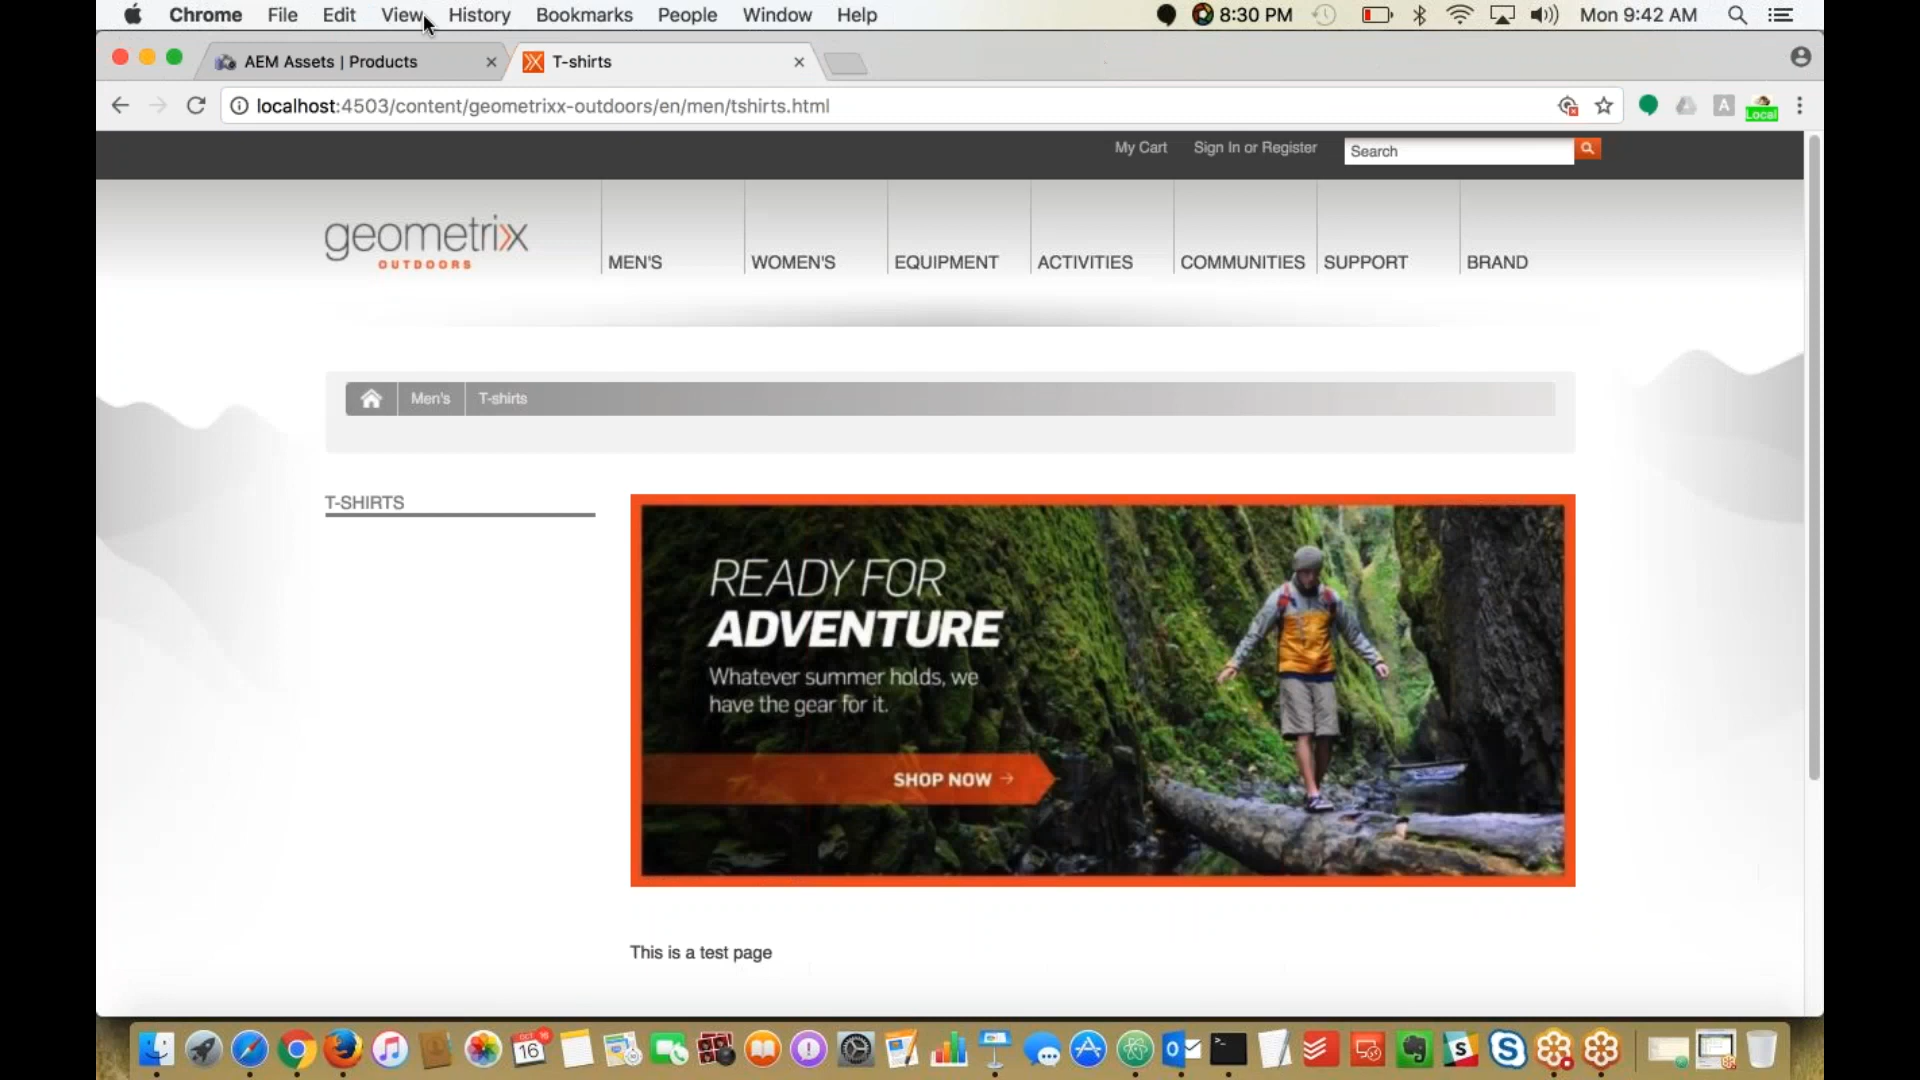 Chrome File Edit View History Bookmarks People Window Help 8:30 PM Mon 9:42 AM
AEM Assets | Products T-shirts
localhost:4503/content/geometrixx-outdoors/en/men/tshirts.html A Local
My Cart Sign In or Register Search
geometrixx
OUTDOORS
MEN'S WOMEN'S EQUIPMENT ACTIVITIES COMMUNITIES SUPPORT BRAND
Men's T-shirts
T-SHIRTS
READY FOR
ADVENTURE
Whatever summer holds, we
have the gear for it.
SHOP NOW →
This is a test page
OCT
16